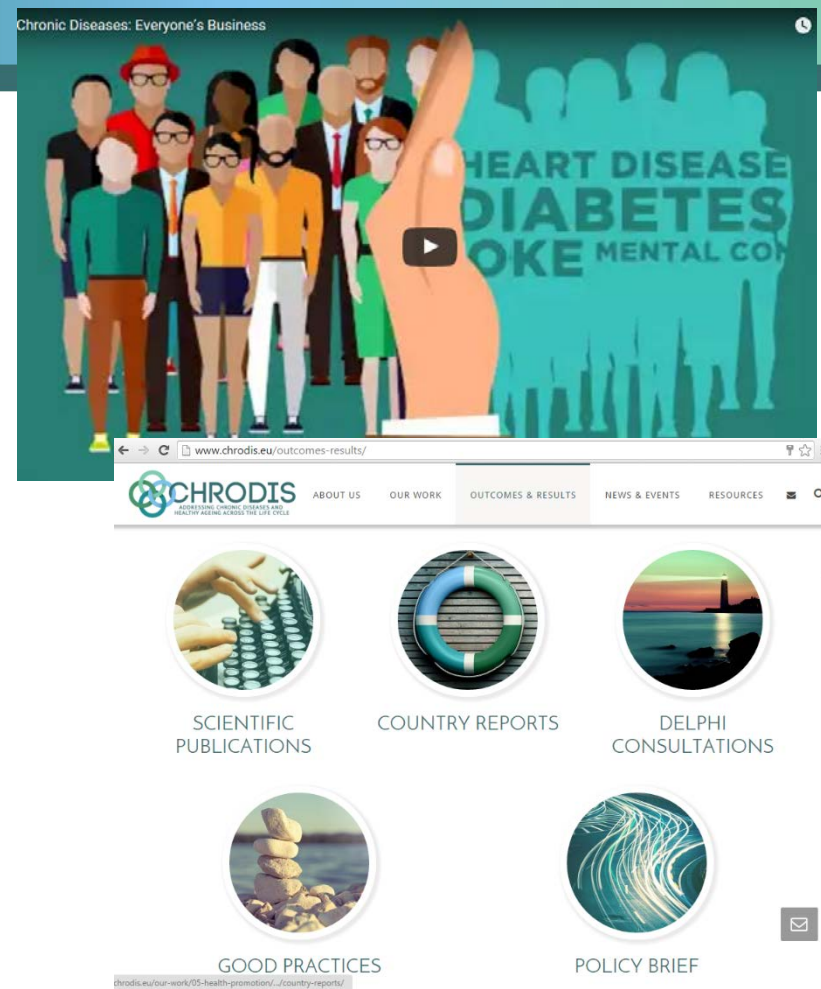 Chronic Diseases: Everyone's Business
HEART DISEASE
DIABETES
OKE MENTAL CON
www.chrodis.eu/outcomes-results/
CHRODIS
ADDRESSING CHRONIC DISEASES AND
HEALTHY AGEING ACROSS THE LIFE CYCLE
ABOUT US
OUR WORK
OUTCOMES & RESULTS
NEWS & EVENTS
RESOURCES
SCIENTIFIC
PUBLICATIONS
COUNTRY REPORTS
DELPHI
CONSULTATIONS
GOOD PRACTICES
POLICY BRIEF
chrodis.eu/our-work/05-health-promotion/.../country-reports/